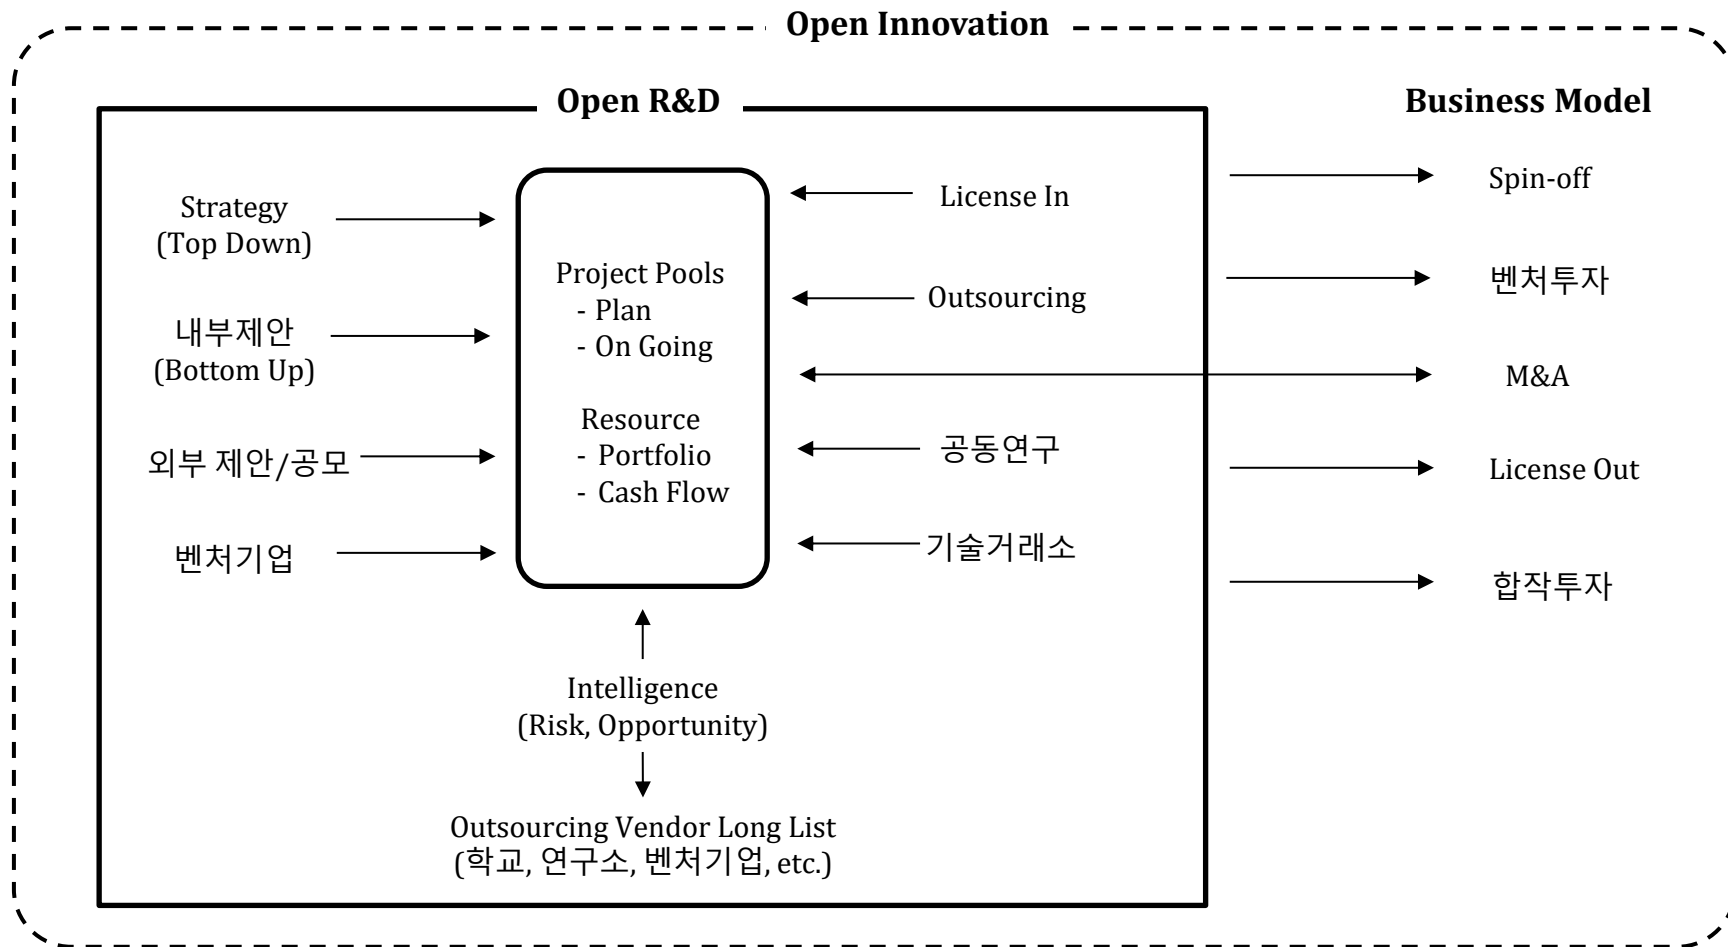 Open Innovation
Open R&D
Business Model
Strategy
(Top Down)
내부제안
(Bottom Up)
외부 제안/공모
벤처기업
Project Pools
- Plan
- On Going
Resource
- Portfolio
- Cash Flow
License In
Outsourcing
공동연구
기술거래소
Intelligence
(Risk, Opportunity)
Outsourcing Vendor Long List
(학교, 연구소, 벤처기업, etc.)
Spin-off
벤처투자
M&A
License Out
합작투자